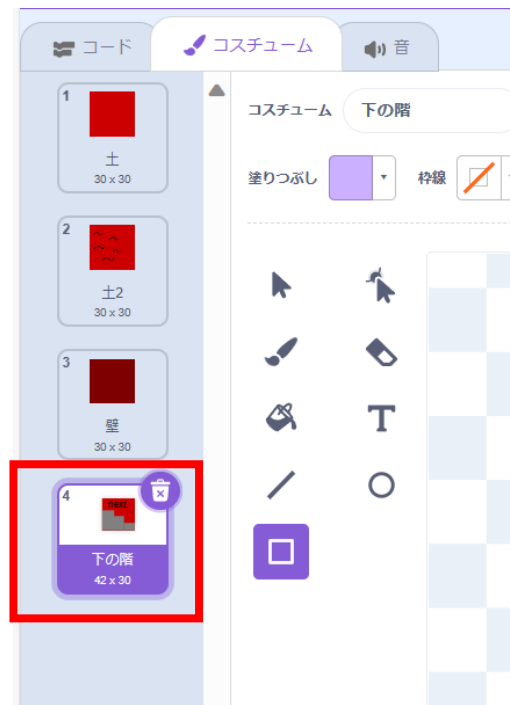 コード
コスチューム
音
1
土
30 x 30
2
土2
30 x 30
3
壁
30 x 30
4
next
下の階
42 x 30
コスチューム
下の階
塗りつぶし
枠線
T